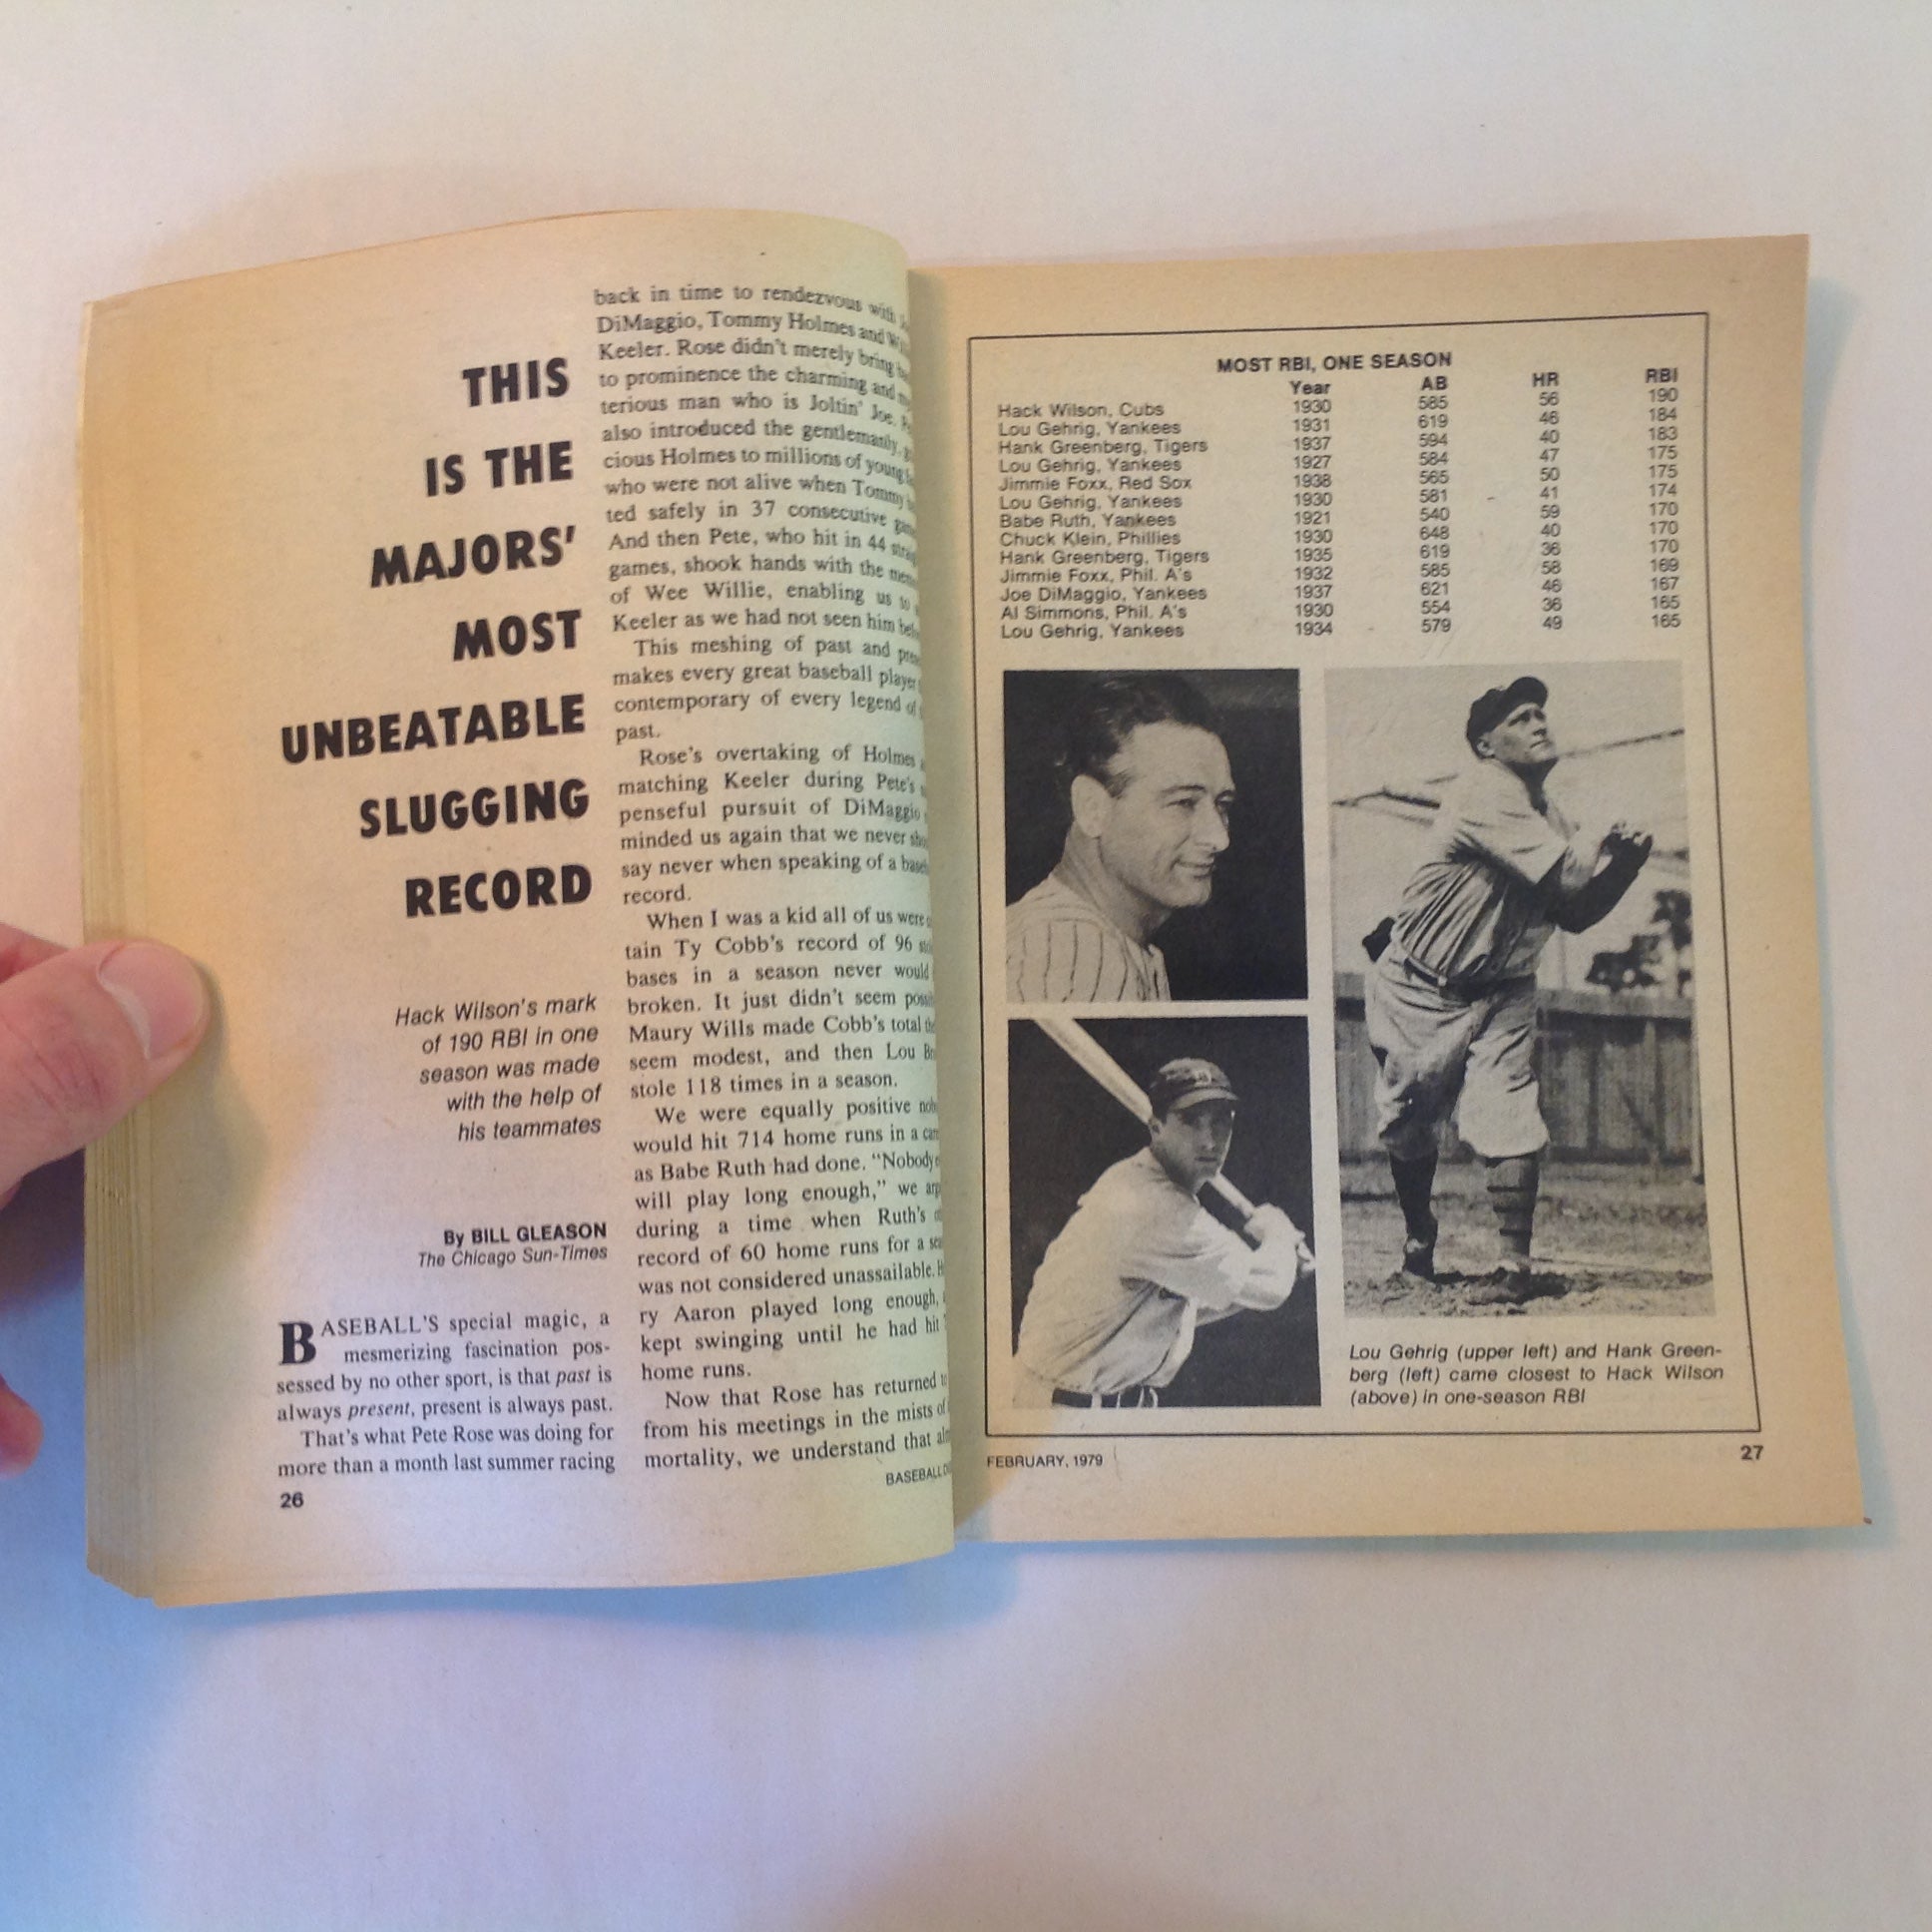 THIS
IS THE
MAJORS'
MOST
UNBEATABLE
SLUGGING
RECORD
Hack Wilson's mark
of 190 RBI in one
season was made
with the help of
his teammates
By BILL GLEASON
The Chicago Sun-Times
BASEBALL'S special magic, a
mesmerizing fascination pos-
sessed by no other sport, is that past is
always present, present is always past.
That's what Pete Rose was doing for
more than a month last summer racing
26
back in time to rendezvous with
DiMaggio, Tommy Holmes and
Keeler. Rose didn't merely bring
to prominence the charming and
terious man who is Joltin' Joe.
also introduced the gentlemanly,
cious Holmes to millions of young
who were not alive when Tommy
ted safely in 37 consecutive
And then Pete, who hit in 44
games, shook hands with the
of Wee Willie, enabling us to
Keeler as we had not seen him
This meshing of past and
makes every great baseball player
contemporary of every legend of
past.
Rose's overtaking of Holmes
matching Keeler during Pete's
penseful pursuit of DiMaggio
minded us again that we never
say never when speaking of a
record.
When I was a kid all of us were
tain Ty Cobb's record of 96
bases in a season never would
broken. It just didn't seem
Maury Wills made Cobb's total
seem modest, and then Lou
stole 118 times in a season.
We were equally positive
would hit 714 home runs in a
as Babe Ruth had done. "Nobody
will play long enough," we
during a time when Ruth's
record of 60 home runs for a
was not considered unassailable.
ry Aaron played long enough,
kept swinging until he had hit
home runs.
Now that Rose has returned
from his meetings in the mists of
mortality, we understand that
BASEBALL
MOST RBI, ONE SEASON
Year AB HR RBI
Hack Wilson, Cubs 1930 585 56 190
Lou Gehrig, Yankees 1931 619 46 184
Hank Greenberg, Tigers 1937 594 40 183
Lou Gehrig, Yankees 1927 584 47 175
Jimmie Foxx, Red Sox 1938 565 50 175
Lou Gehrig, Yankees 1930 581 41 174
Babe Ruth, Yankees 1921 540 59 170
Chuck Klein, Phillies 1930 648 40 170
Hank Greenberg, Tigers 1935 619 36 170
Jimmie Foxx, Phil. A's 1932 585 58 169
Joe DiMaggio, Yankees 1937 621 46 167
Al Simmons, Phil. A's 1930 554 36 165
Lou Gehrig, Yankees 1934 579 49 165
Lou Gehrig (upper left) and Hank Green-
berg (left) came closest to Hack Wilson
(above) in one-season RBI
FEBRUARY, 1979
27